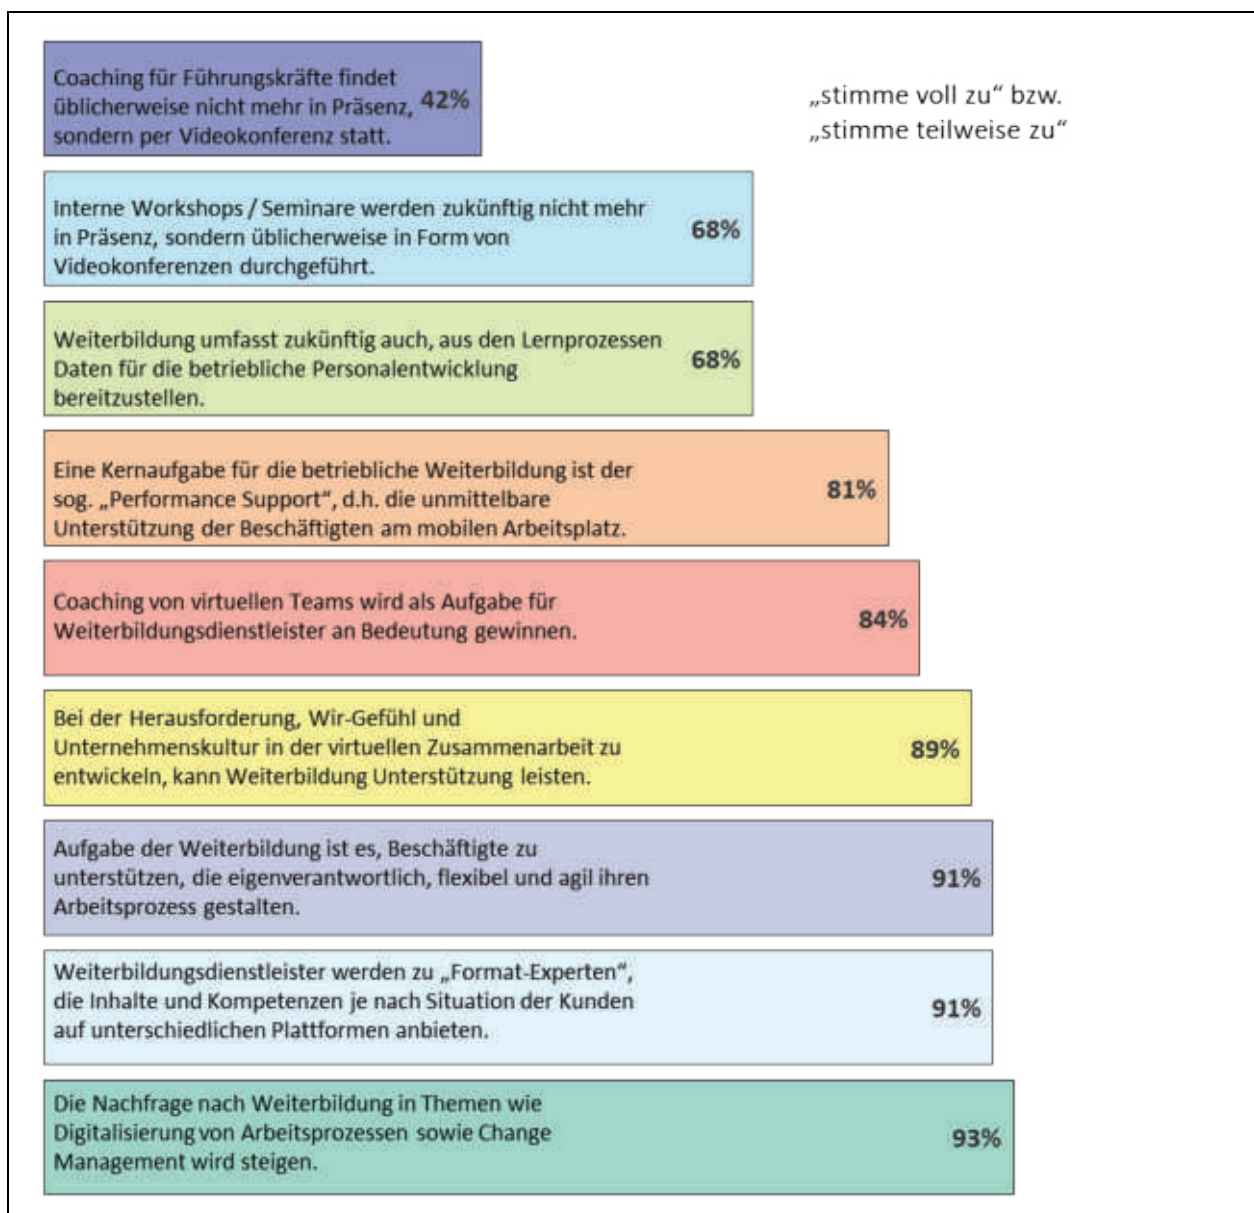 Coaching für Führungskräfte findet
üblicherweise nicht mehr in Präsenz, 42%
sondern per Videokonferenz statt.
„stimme voll zu“ bzw.
„stimme teilweise zu“
Interne Workshops / Seminare werden zukünftig nicht mehr
in Präsenz, sondern üblicherweise in Form von 68%
Videokonferenzen durchgeführt.
Weiterbildung umfasst zukünftig auch, aus den Lernprozessen
Daten für die betriebliche Personalentwicklung 68%
bereitzustellen.
Eine Kernaufgabe für die betriebliche Weiterbildung ist der
sog. „Performance Support“, d.h. die unmittelbare 81%
Unterstützung der Beschäftigten am mobilen Arbeitsplatz.
Coaching von virtuellen Teams wird als Aufgabe für
Weiterbildungsdienstleister an Bedeutung gewinnen. 84%
Bei der Herausforderung, Wir-Gefühl und
Unternehmenskultur in der virtuellen Zusammenarbeit zu 89%
entwickeln, kann Weiterbildung Unterstützung leisten.
Aufgabe der Weiterbildung ist es, Beschäftigte zu
unterstützen, die eigenverantwortlich, flexibel und agil ihren 91%
Arbeitsprozess gestalten.
Weiterbildungsdienstleister werden zu „Format-Experten“,
die Inhalte und Kompetenzen je nach Situation der Kunden 91%
auf unterschiedlichen Plattformen anbieten.
Die Nachfrage nach Weiterbildung in Themen wie
Digitalisierung von Arbeitsprozessen sowie Change 93%
Management wird steigen.